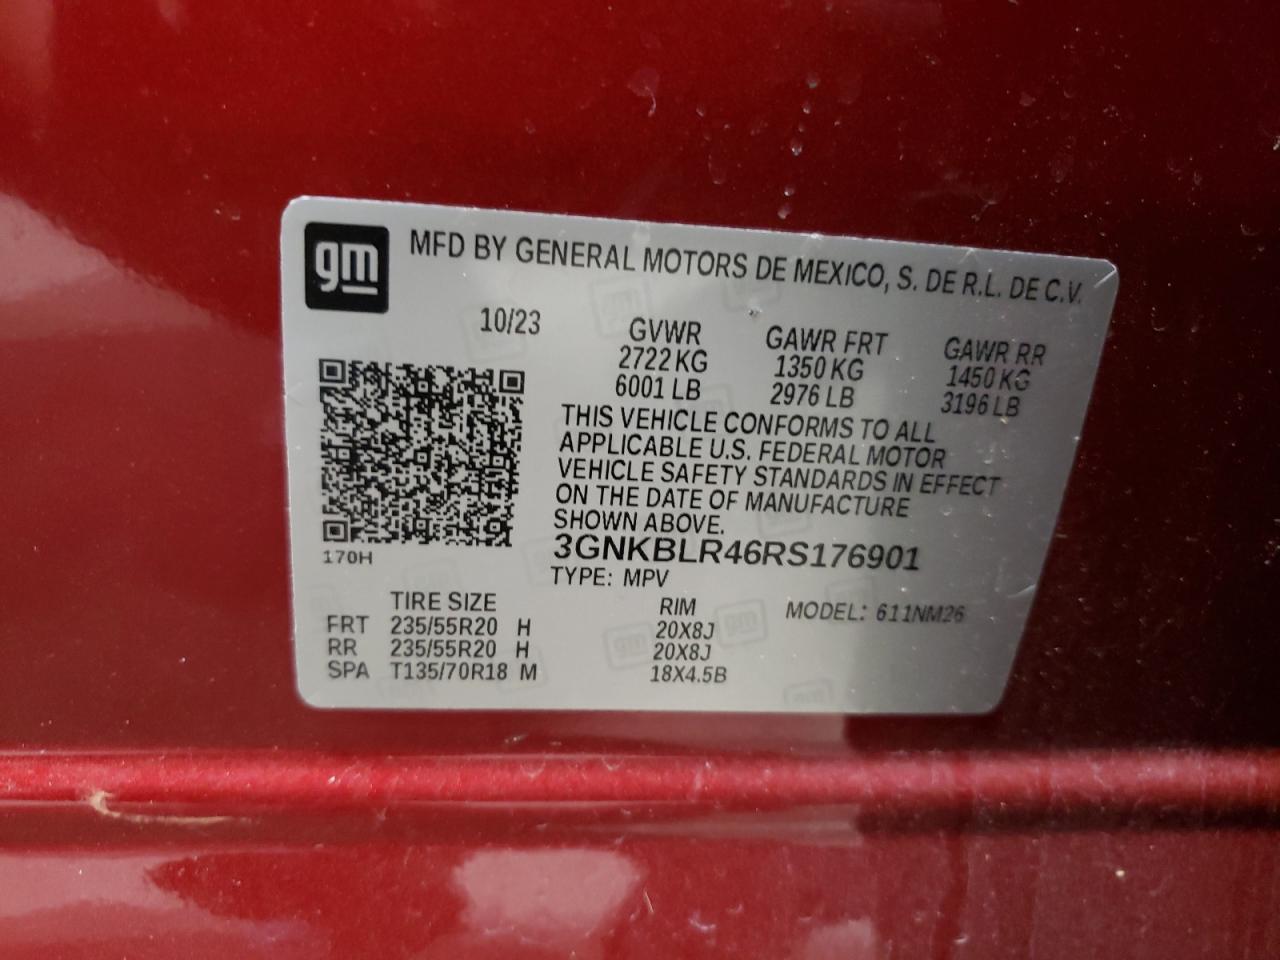 gm
MFD BY GENERAL MOTORS DE MEXICO, S. DE R.L. DE C.V.
10/23
GVWR GAWR FRT GAWR RR
2722 KG 1350 KG 1450 KG
6001 LB 2976 LB 3196 LB
THIS VEHICLE CONFORMS TO ALL
APPLICABLE U.S. FEDERAL MOTOR
VEHICLE SAFETY STANDARDS IN EFFECT
ON THE DATE OF MANUFACTURE
SHOWN ABOVE.
3GNKBLR46RS176901
170H
TYPE: MPV
TIRE SIZE RIM MODEL: 611NM26
FRT 235/55R20 H 20X8J
RR 235/55R20 H 20X8J
SPA T135/70R18 M 18X4.5B